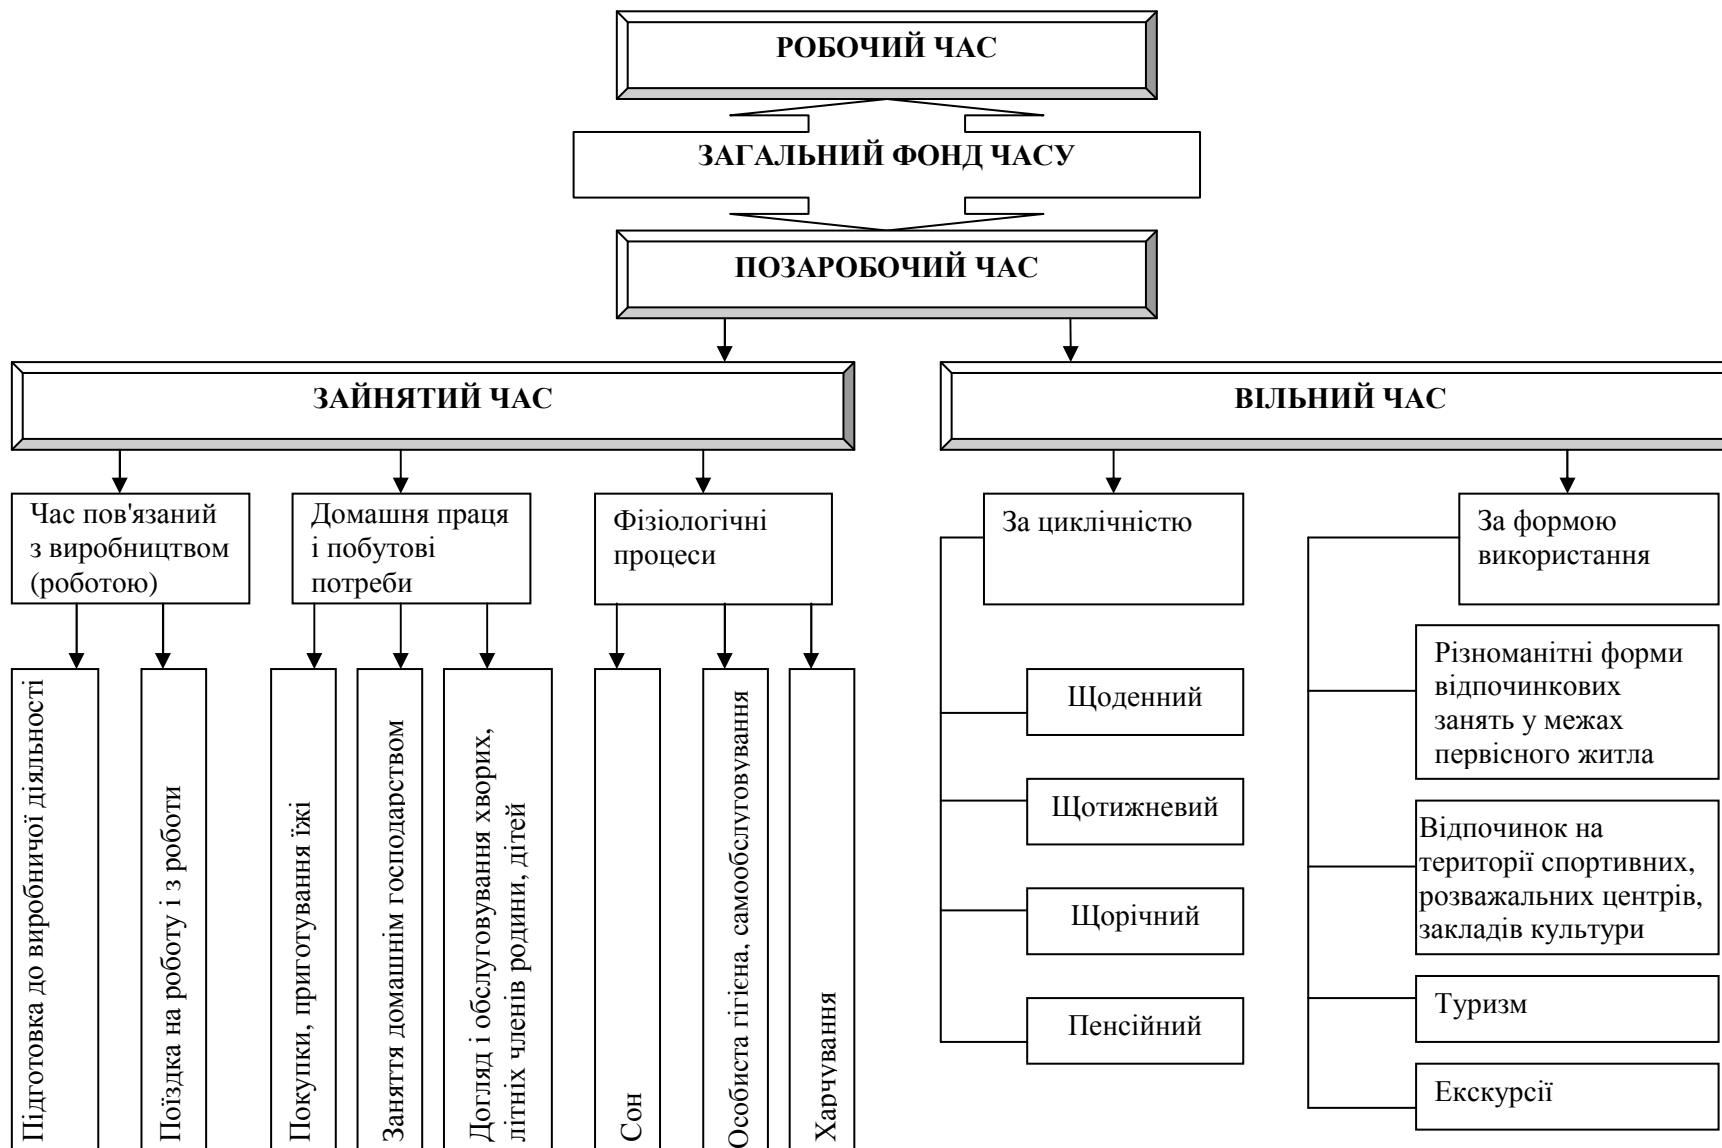 РОБОЧИЙ ЧАС
ЗАГАЛЬНИЙ ФОНД ЧАСУ
ПОЗАРОБОЧИЙ ЧАС
ЗАЙНЯТИЙ ЧАС
ВІЛЬНИЙ ЧАС
Час пов'язаний
з виробництвом
(роботою)
Домашня праця
і побутові
потреби
Фізіологічні
процеси
За циклічністю
За формою
використання
Підготовка до виробничої діяльності
Поїздка на роботу і з роботи
Покупки, приготування їжі
Заняття домашнім господарством
Догляд і обслуговування хворих,
літніх членів родини, дітей
Сон
Особиста гігієна, самообслуговування
Харчування
Щоденний
Щотижневий
Щорічний
Пенсійний
Різноманітні форми
відпочинкових
занять у межах
первісного житла
Відпочинок на
території спортивних,
розважальних центрів,
закладів культури
Туризм
Екскурсії